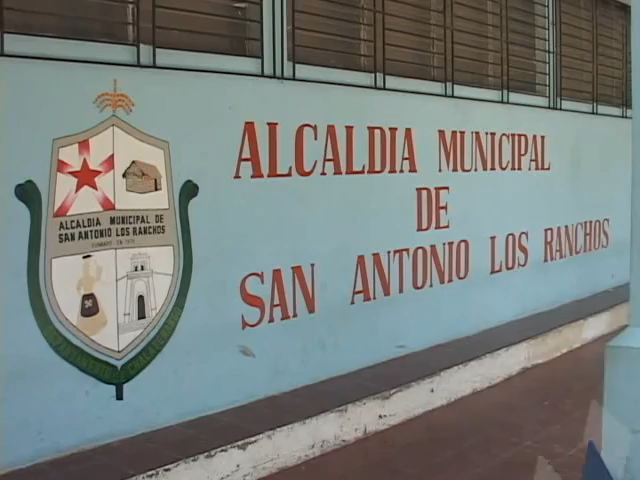 ALCALDIA MUNICIPAL
DE
SAN ANTONIO LOS RANCHOS
ALCALDIA MUNICIPAL DE
SAN ANTONIO LOS RANCHOS